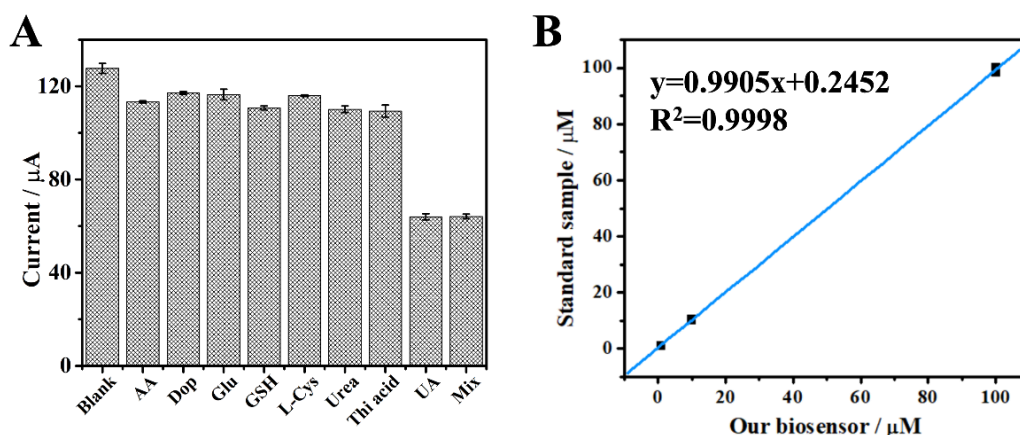 A
Current / μA
120
80
40
0
Blank
AA
Dop
Glu
GSH
L-Cys
Urea
Thi acid
UA
Mix
B
y=0.9905x+0.2452
R²=0.9998
Standard sample / μM
100
80
60
40
20
0
0
20
40
60
80
100
Our biosensor / μM